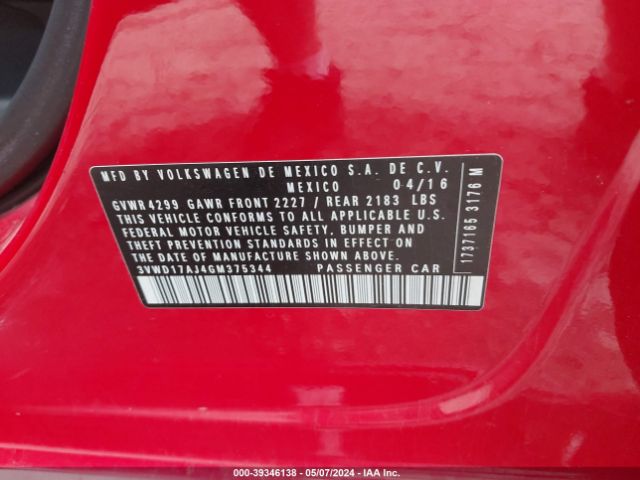 MFD BY VOLKSWAGEN DE MEXICO S.A. DE C.V.
MEXICO 04/16
GVWR 4299 GAWR FRONT 2227 / REAR 2183 LBS
THIS VEHICLE CONFORMS TO ALL APPLICABLE U.S.
FEDERAL MOTOR VEHICLE SAFETY, BUMPER AND
THEFT PREVENTION STANDARDS IN EFFECT ON THE
DATE OF MANUFACTURE SHOWN ABOVE.
3VWD17AJ4GM375344 PASSENGER CAR
1737165 3176 M
000-39346138 - 05/07/2024 - IAA Inc.